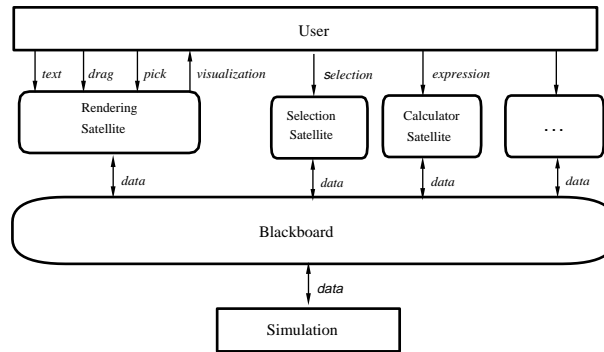 User
text drag pick visualization selection expression
Rendering
Satellite
Selection
Satellite
Calculator
Satellite
...
data data data data
Blackboard
data
Simulation